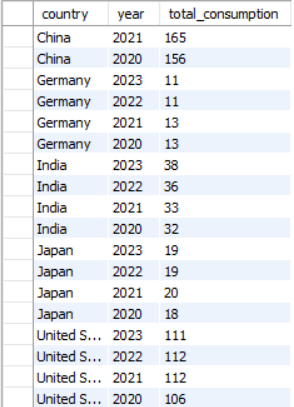 country year total_consumption
China 2021 165
China 2020 156
Germany 2023 11
Germany 2022 11
Germany 2021 13
Germany 2020 13
India 2023 38
India 2022 36
India 2021 33
India 2020 32
Japan 2023 19
Japan 2022 19
Japan 2021 20
Japan 2020 18
United S... 2023 111
United S... 2022 112
United S... 2021 112
United S... 2020 106